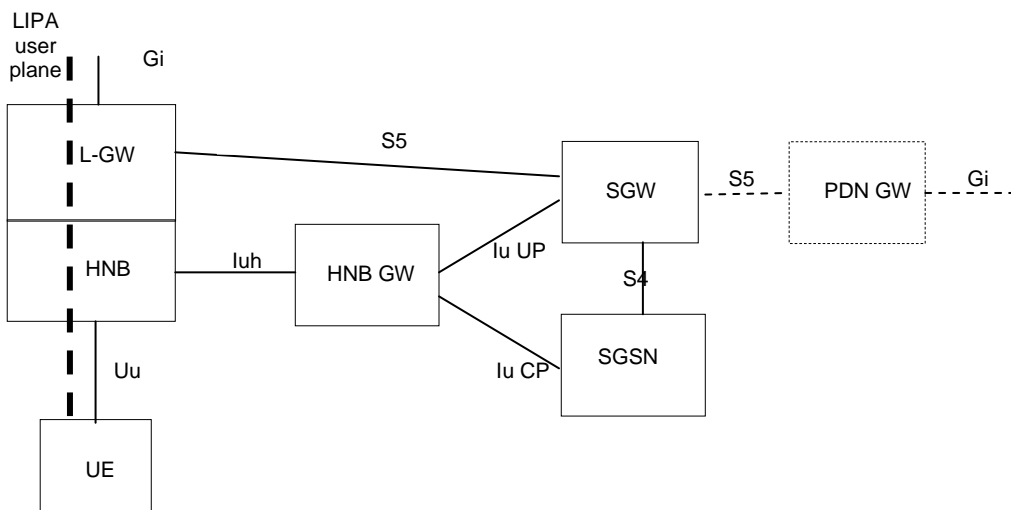 LIPA
user
plane
Gi
L-GW
S5
SGW
S5
PDN GW
Gi
HNB
Iuh
HNB GW
Iu UP
S4
Iu CP
SGSN
Uu
UE